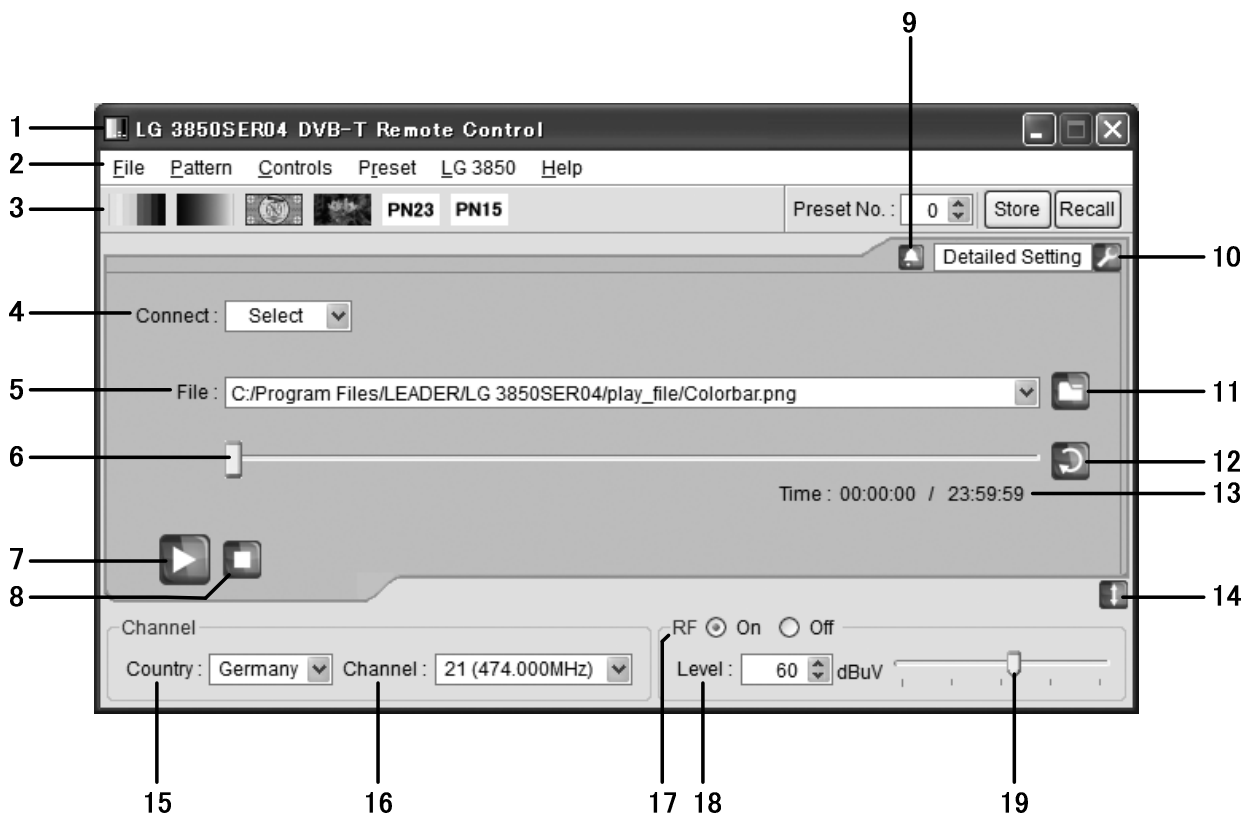 9
1 LG 3850SER04 DVB-T Remote Control
2 File Pattern Controls Preset LG 3850 Help
3 PN23 PN15 Preset No. : 0 Store Recall
Detailed Setting 10
4 Connect : Select
5 File : C:/Program Files/LEADER/LG 3850SER04/play_file/Colorbar.png 11
6 12
Time : 00:00:00 / 23:59:59 13
7
8 14
Channel RF On Off
Country : Germany Channel : 21 (474.000MHz) Level : 60 dBuV
15 16 17 18 19